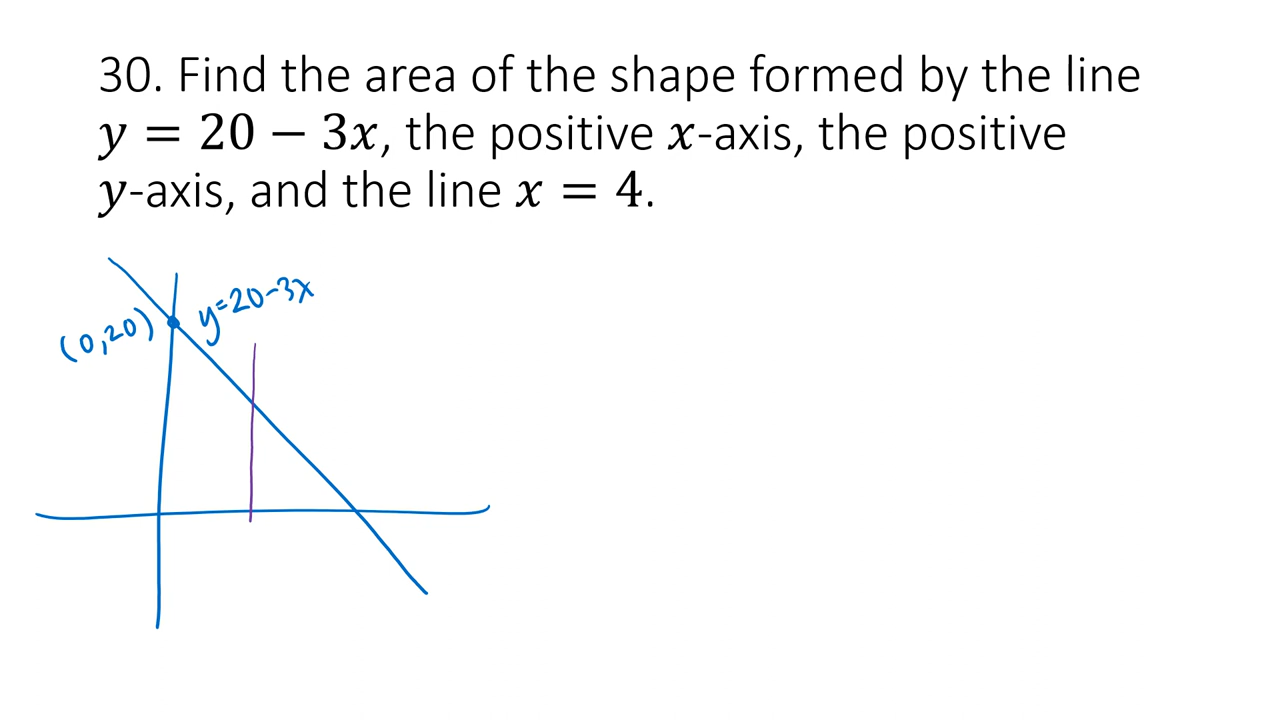 30. Find the area of the shape formed by the line
y = 20 − 3x, the positive x-axis, the positive
y-axis, and the line x = 4.
y=20-3x
(0,20)